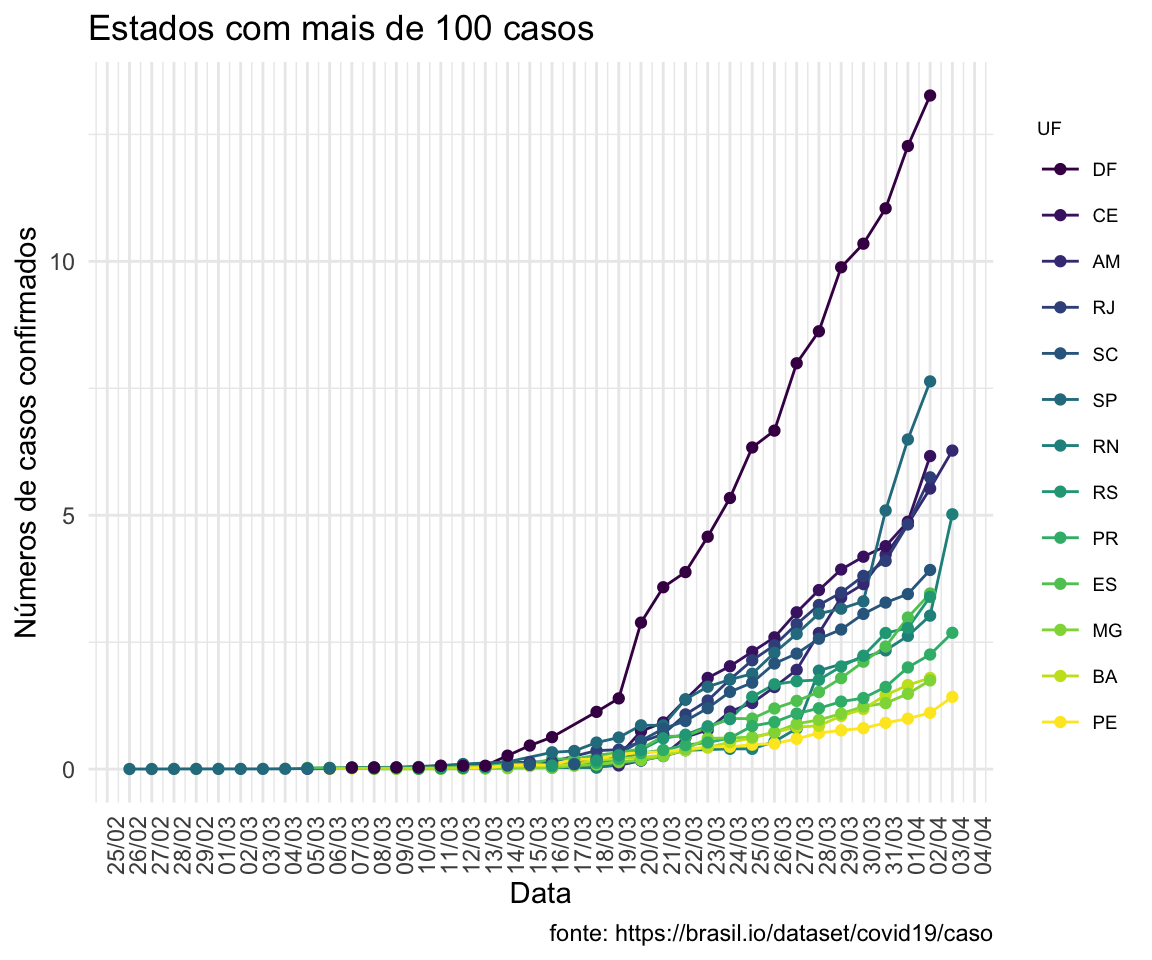 Estados com mais de 100 casos
Números de casos confirmados
10
5
0
25/02
26/02
27/02
28/02
29/02
01/03
02/03
03/03
04/03
05/03
06/03
07/03
08/03
09/03
10/03
11/03
12/03
13/03
14/03
15/03
16/03
17/03
18/03
19/03
20/03
21/03
22/03
23/03
24/03
25/03
26/03
27/03
28/03
29/03
30/03
31/03
01/04
02/04
03/04
04/04
Data
UF
DF
CE
AM
RJ
SC
SP
RN
RS
PR
ES
MG
BA
PE
fonte: https://brasil.io/dataset/covid19/caso